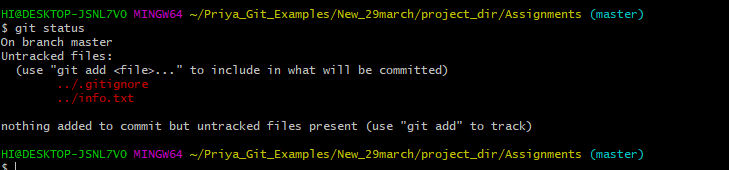 HI@DESKTOP-JSNL7VO MINGW64 ~/Priya_Git_Examples/New_29march/project_dir/Assignments (master)
$ git status
On branch master
Untracked files:
  (use "git add <file>..." to include in what will be committed)
        ../.gitignore
        ../info.txt

nothing added to commit but untracked files present (use "git add" to track)

HI@DESKTOP-JSNL7VO MINGW64 ~/Priya_Git_Examples/New_29march/project_dir/Assignments (master)
$